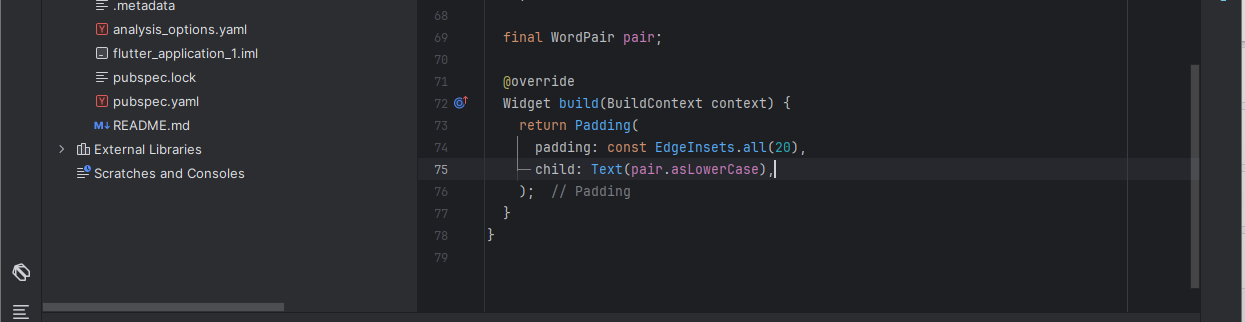 .metadata
analysis_options.yaml
flutter_application_1.iml
pubspec.lock
pubspec.yaml
README.md
External Libraries
Scratches and Consoles
68
69 final WordPair pair;
70
71 @override
72 Widget build(BuildContext context) {
73 return Padding(
74 padding: const EdgeInsets.all(20),
75 child: Text(pair.asLowerCase),
76 ); // Padding
77 }
78 }
79